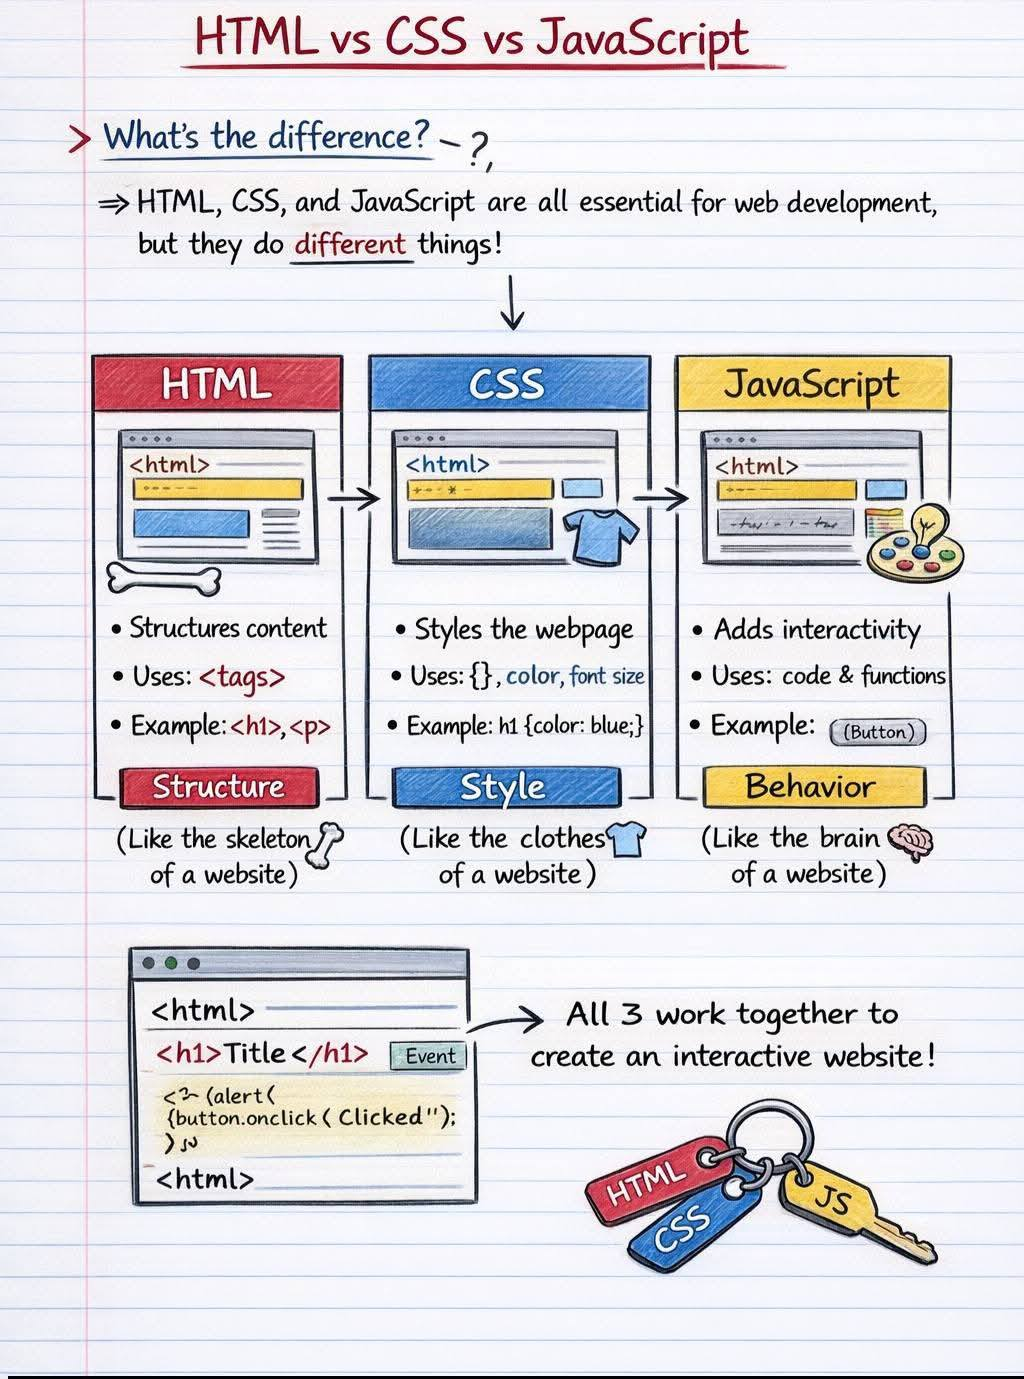 HTML vs CSS vs JavaScript
> What's the difference? - ?,
⇒ HTML, CSS, and JavaScript are all essential for web development,
but they do different things!
HTML
<html>
• Structures content
• Uses: <tags>
• Example: <h1>, <p>
Structure
(Like the skeleton
of a website)
CSS
<html>
• Styles the webpage
• Uses: {}, color, font size
• Example: h1 {color: blue;}
Style
(Like the clothes
of a website)
JavaScript
<html>
• Adds interactivity
• Uses: code & functions
• Example: (Button)
Behavior
(Like the brain
of a website)
<html>
<h1>Title</h1> Event
(alert(
{button.onclick ( Clicked");
)
<html>
All 3 work together to
create an interactive website!
HTML
CSS
JS